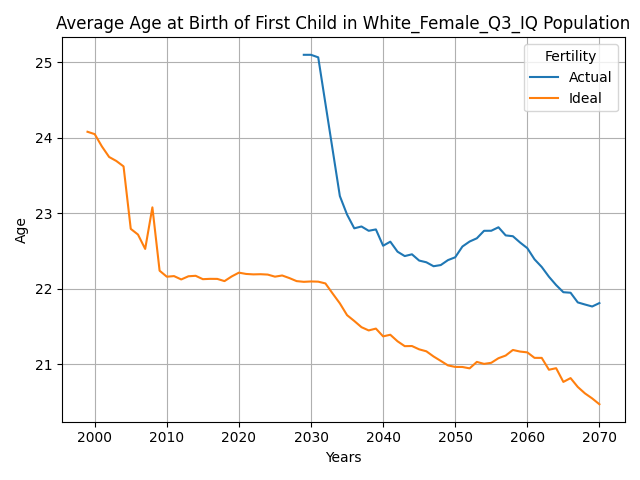 Average Age at Birth of First Child in White_Female_Q3_IQ Population
Fertility
Actual
Ideal
25
24
23
22
21
Age
2000 2010 2020 2030 2040 2050 2060 2070
Years